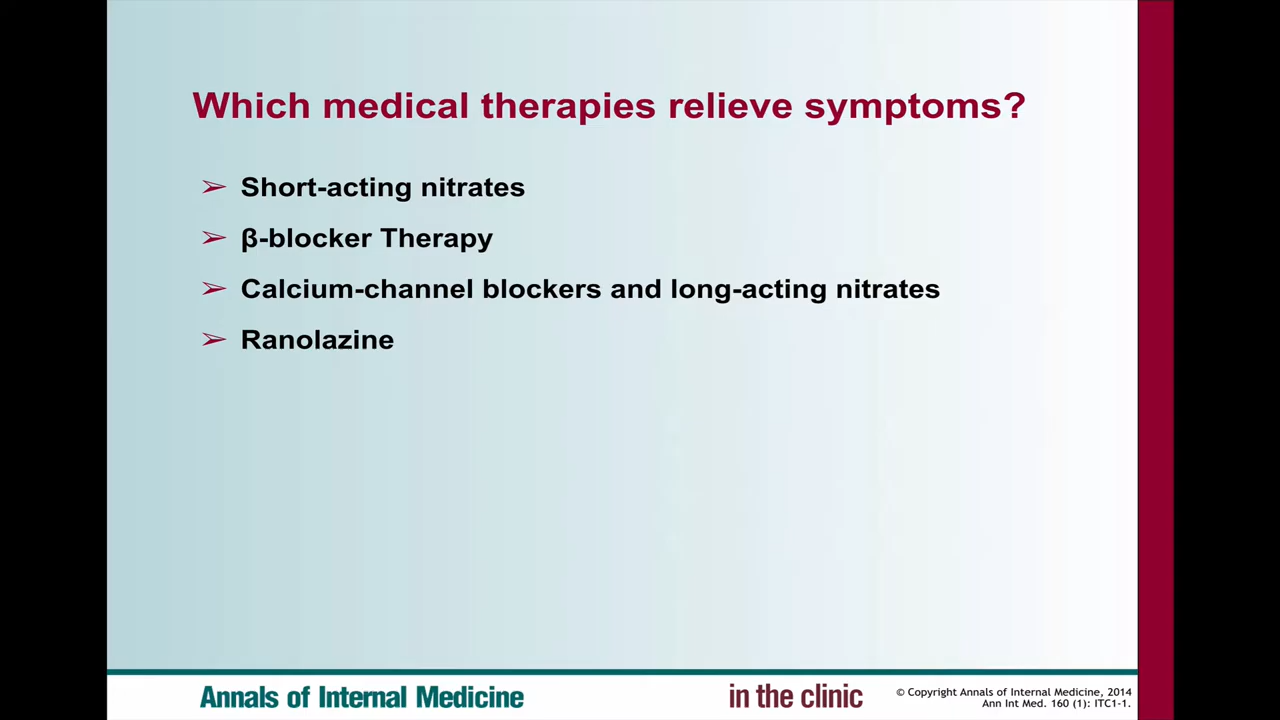 Which medical therapies relieve symptoms?
➢ Short-acting nitrates
➢ β-blocker Therapy
➢ Calcium-channel blockers and long-acting nitrates
➢ Ranolazine
Annals of Internal Medicine
in the clinic
© Copyright Annals of Internal Medicine, 2014
Ann Int Med. 160 (1): ITC1-1.